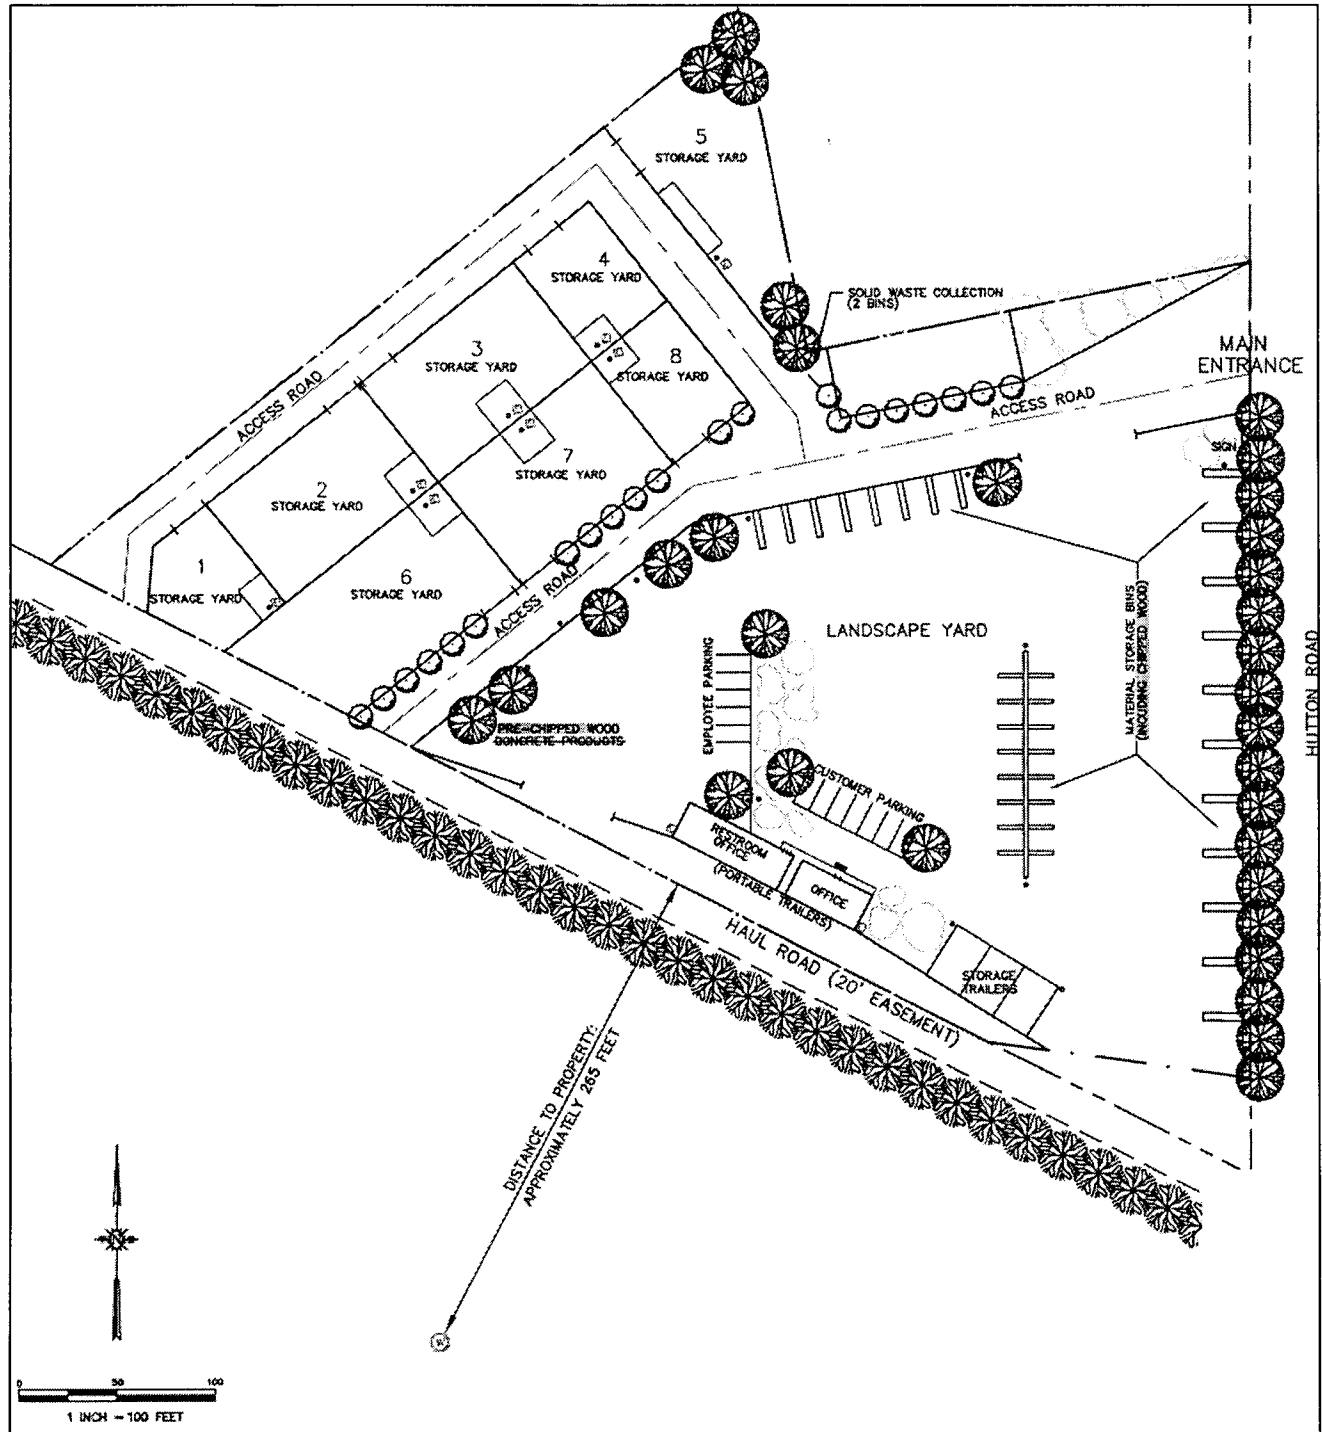 5
STORAGE YARD
4
STORAGE YARD
SOLID WASTE COLLECTION
(2 BINS)
3
STORAGE YARD
8
STORAGE YARD
MAIN
ENTRANCE
ACCESS ROAD
ACCESS ROAD
SIGN
7
STORAGE YARD
2
STORAGE YARD
1
STORAGE YARD
6
STORAGE YARD
ACCESS ROAD
LANDSCAPE YARD
EMPLOYEE PARKING
MATERIAL STORAGE BINS
(INCLUDING CHIPPED WOOD)
HUTTON ROAD
PRE-CHIPPED WOOD
CONCRETE PRODUCTS
CUSTOMER PARKING
RESTROOM
OFFICE
OFFICE
(PORTABLE TRAILERS)
HAUL ROAD (20' EASEMENT)
STORAGE
TRAILERS
DISTANCE TO PROPERTY:
APPROXIMATELY 265 FEET
N
0 50 100
1 INCH = 100 FEET